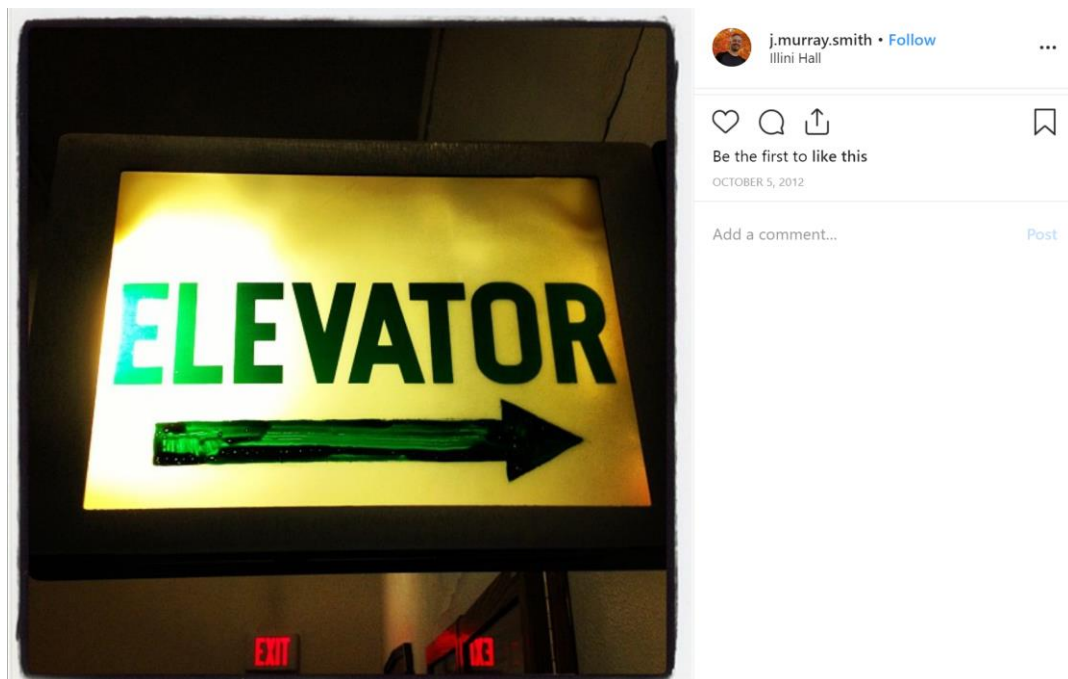 ELEVATOR
EXIT
j.murray.smith • Follow
Illini Hall
Be the first to like this
OCTOBER 5, 2012
Add a comment...
Post